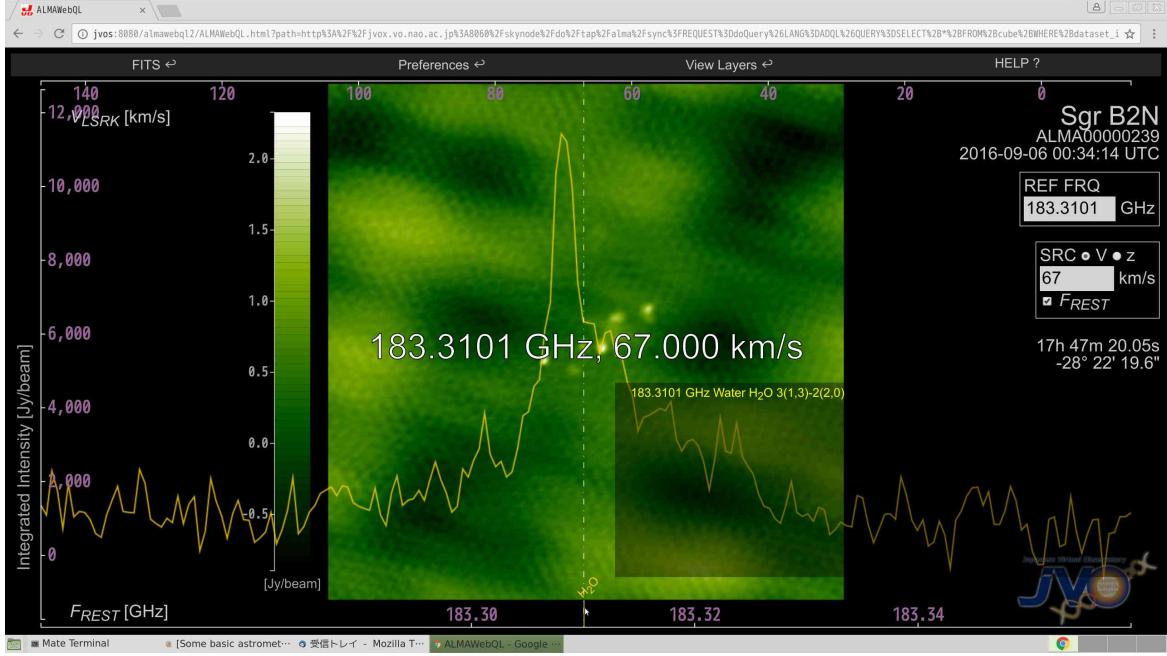 ALMAWebQL ×
jvos:8080/almawebql2/ALMAWebQL.html?path=http%3A%2F%2Fjvox.vo.nao.ac.jp%3A8060%2Fskynode%2Fdo%2Ftap%2Falma%2Fsync%3FREQUEST%3DdoQuery%26LANG%3DADQL%26QUERY%3DSELECT%2B*%2BFROM%2Bcube%2BWHERE%2Bdataset_i
FITS ↩ Preferences ↩ View Layers ↩ HELP ?
140 120 100 80 60 40 20 0
V LSRK [km/s]
12,000
10,000
8,000
6,000
4,000
2,000
0
Integrated Intensity [Jy/beam]
2.0
1.5
1.0
0.5
0.0
-0.5
[Jy/beam]
Sgr B2N
ALMA00000239
2016-09-06 00:34:14 UTC
REF FRQ
183.3101 GHz
SRC V z
67 km/s
F REST
17h 47m 20.05s
-28° 22' 19.6"
183.3101 GHz, 67.000 km/s
183.3101 GHz Water H₂O 3(1,3)-2(2,0)
H₂O
F REST [GHz] 183.30 183.32 183.34
Japanese Virtual Observatory
JVO
Mate Terminal [Some basic astromet… 受信トレイ - Mozilla T… ALMAWebQL - Google …